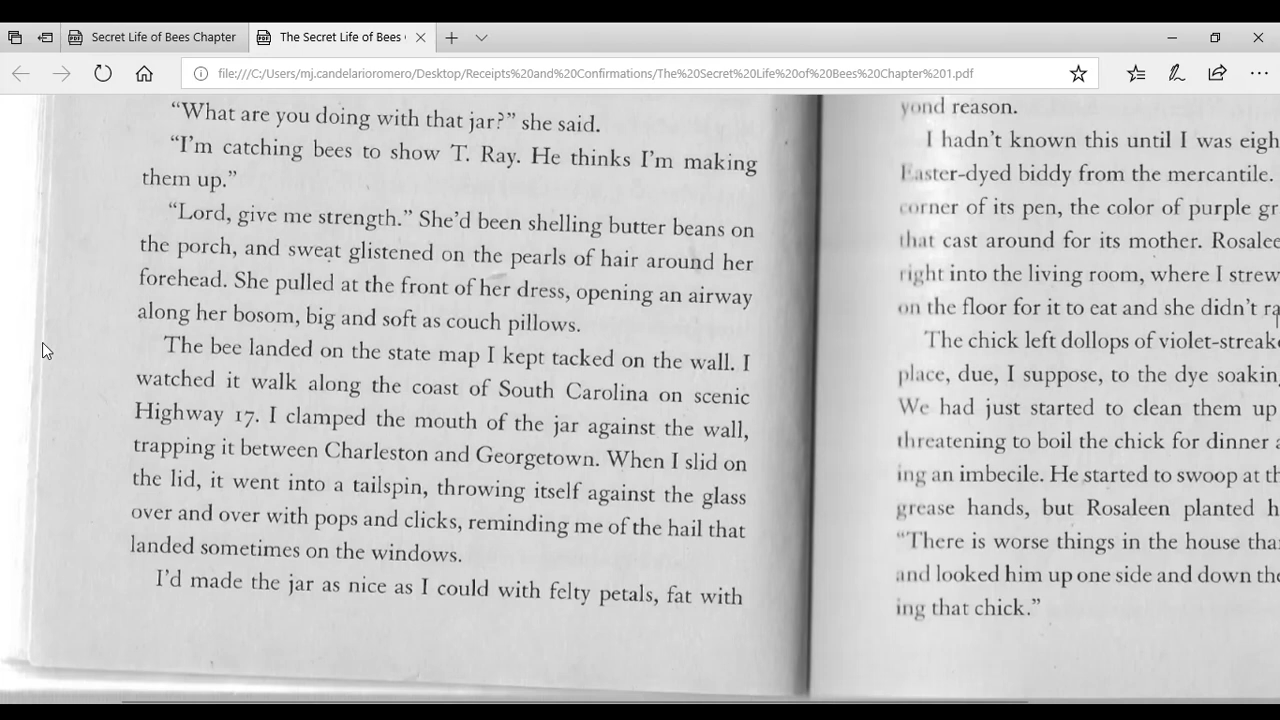 Secret Life of Bees Chapter
The Secret Life of Bees
file:///C:/Users/mj.candelarioromero/Desktop/Receipts%20and%20Confirmations/The%20Secret%20Life%20of%20Bees%20Chapter%201.pdf
“What are you doing with that jar?” she said.
“I’m catching bees to show T. Ray. He thinks I’m making
them up.”
“Lord, give me strength.” She’d been shelling butter beans on
the porch, and sweat glistened on the pearls of hair around her
forehead. She pulled at the front of her dress, opening an airway
along her bosom, big and soft as couch pillows.
The bee landed on the state map I kept tacked on the wall. I
watched it walk along the coast of South Carolina on scenic
Highway 17. I clamped the mouth of the jar against the wall,
trapping it between Charleston and Georgetown. When I slid on
the lid, it went into a tailspin, throwing itself against the glass
over and over with pops and clicks, reminding me of the hail that
landed sometimes on the windows.
I’d made the jar as nice as I could with felty petals, fat with
yond reason.
I hadn’t known this until I was eigh
Easter-dyed biddy from the mercantile.
corner of its pen, the color of purple gr
that cast around for its mother. Rosalee
right into the living room, where I strew
on the floor for it to eat and she didn’t ra
The chick left dollops of violet-streake
place, due, I suppose, to the dye soakin
We had just started to clean them up
threatening to boil the chick for dinner a
ing an imbecile. He started to swoop at th
grease hands, but Rosaleen planted h
“There is worse things in the house tha
and looked him up one side and down the
ing that chick.”